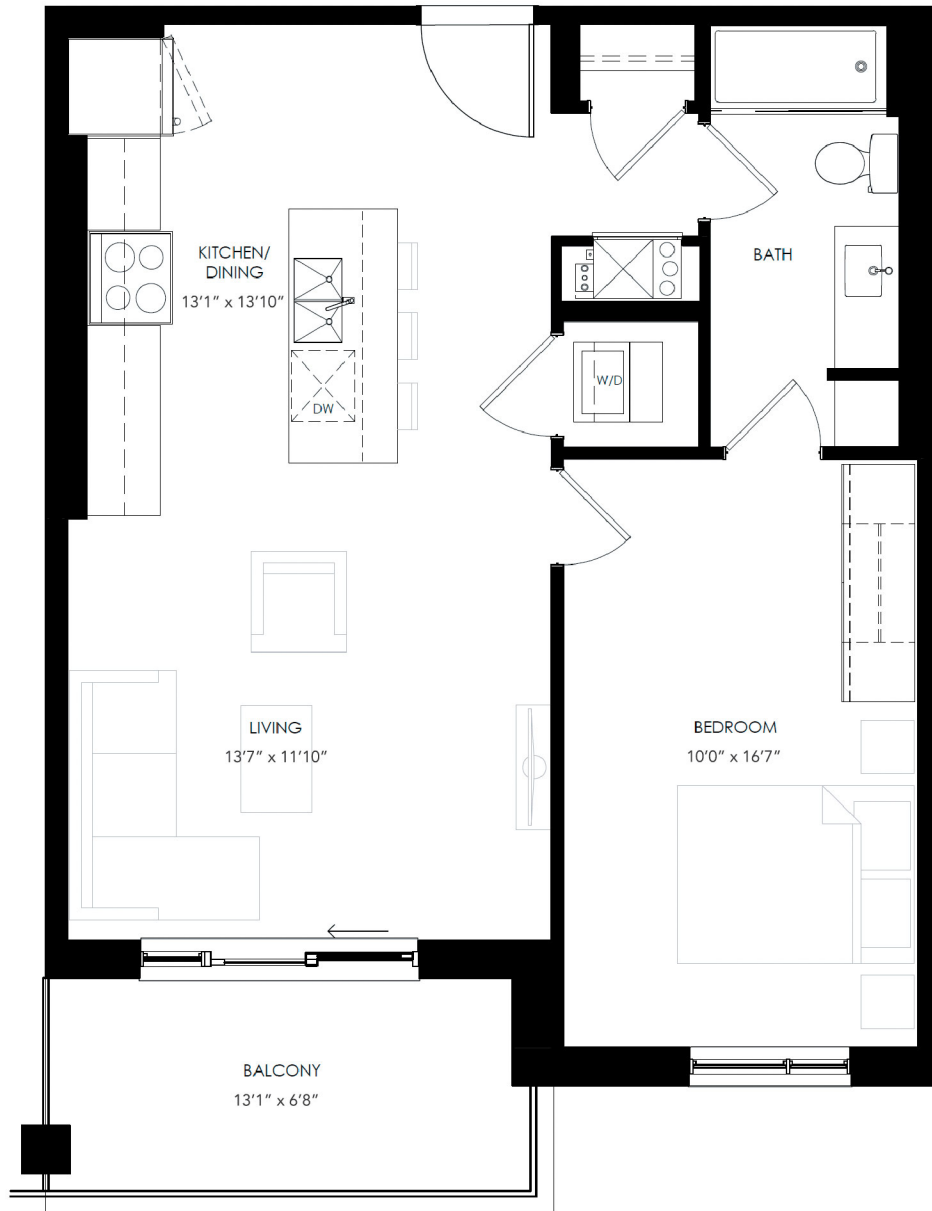 KITCHEN/
DINING
13'1" x 13'10"
BATH
W/D
DW
LIVING
13'7" x 11'10"
BEDROOM
10'0" x 16'7"
BALCONY
13'1" x 6'8"